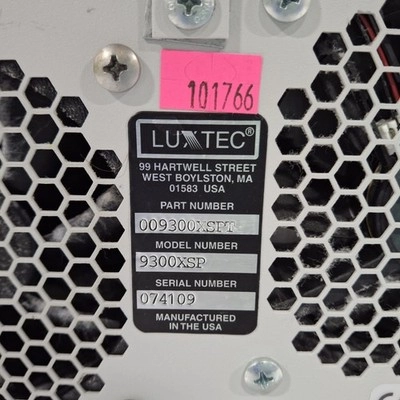 101766
LUXTEC®
99 HARTWELL STREET
WEST BOYLSTON, MA
01583 USA
PART NUMBER
009300XSPT
MODEL NUMBER
9300XSP
SERIAL NUMBER
074109
MANUFACTURED
IN THE USA